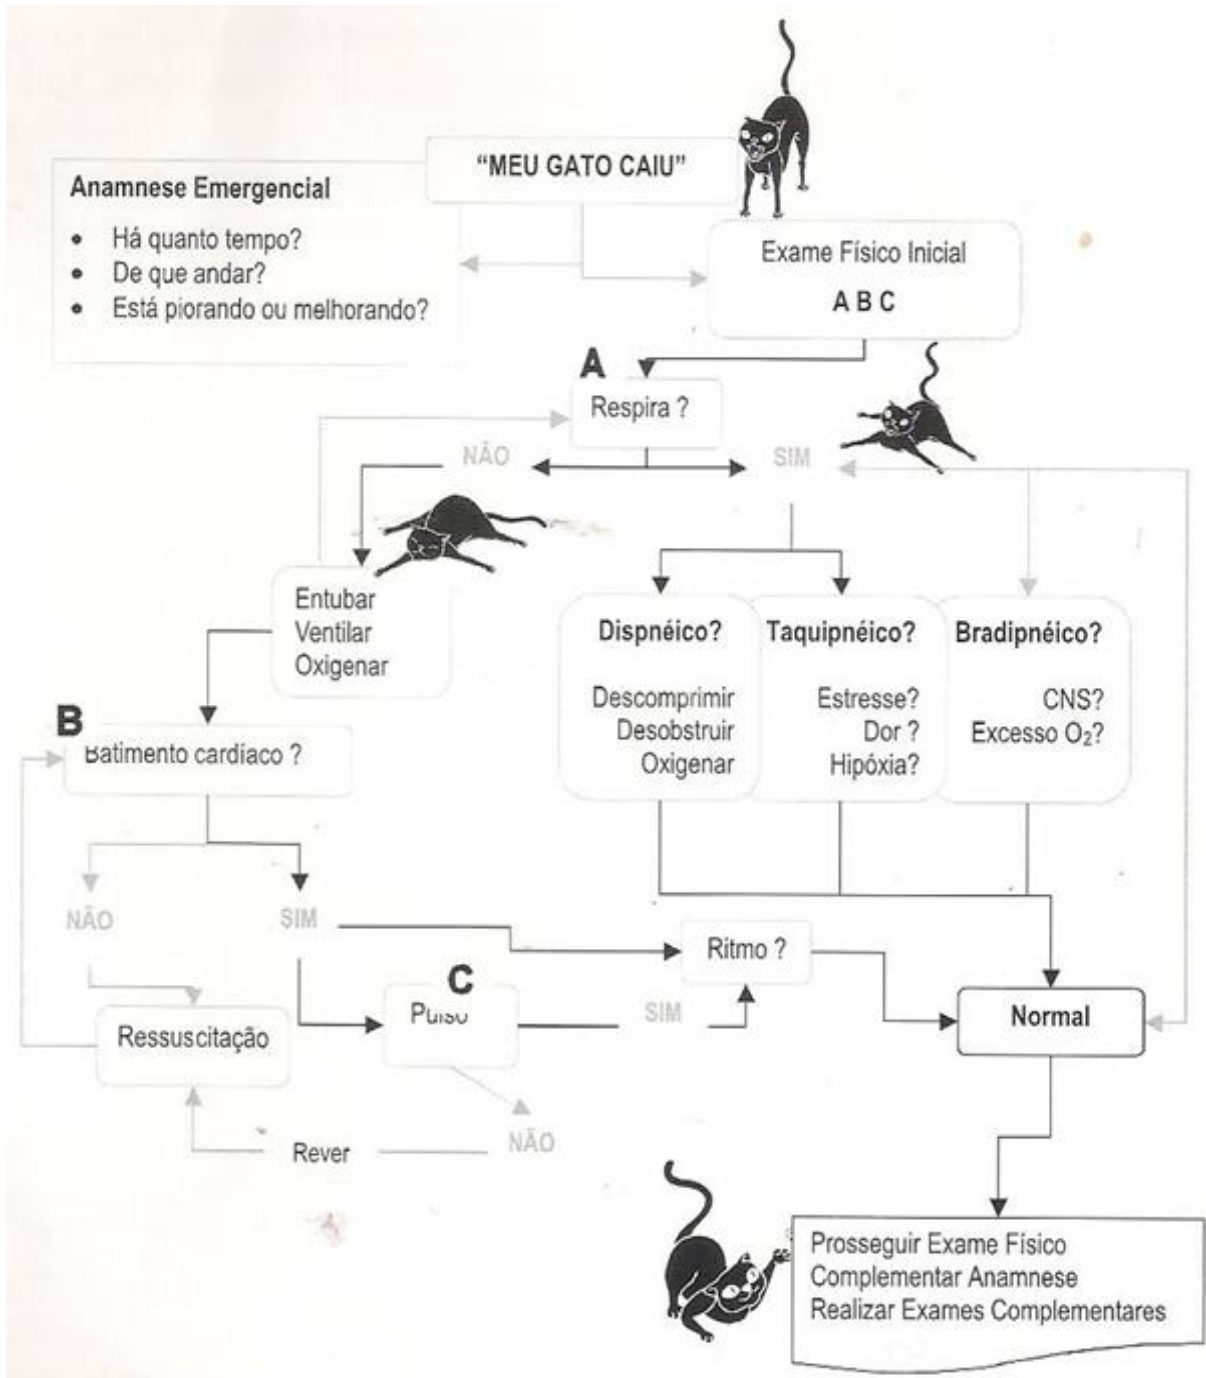 "MEU GATO CAIU"
Anamnese Emergencial
• Há quanto tempo?
• De que andar?
• Está piorando ou melhorando?
Exame Físico Inicial
A B C
A
Respira ?
NÃO
SIM
Entubar
Ventilar
Oxigenar
Dispnéico?
Descomprimir
Desobstruir
Oxigenar
Taquipnéico?
Estresse?
Dor ?
Hipóxia?
Bradipnéico?
CNS?
Excesso O₂?
B
Batimento cardíaco ?
NÃO
SIM
Ressuscitação
C
Pulso
SIM
NÃO
Rever
Ritmo ?
Normal
Prosseguir Exame Físico
Complementar Anamnese
Realizar Exames Complementares